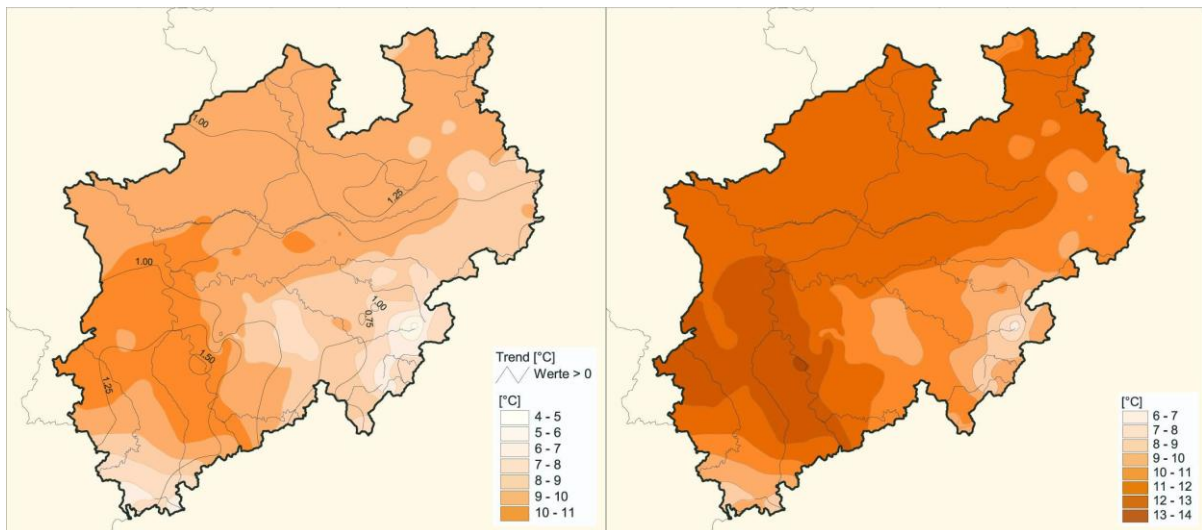 1.00
1.25
1.00
1.00
0.75
1.50
1.25
Trend [°C]
Werte > 0
[°C]
4 - 5
5 - 6
6 - 7
7 - 8
8 - 9
9 - 10
10 - 11
[°C]
6 - 7
7 - 8
8 - 9
9 - 10
10 - 11
11 - 12
12 - 13
13 - 14